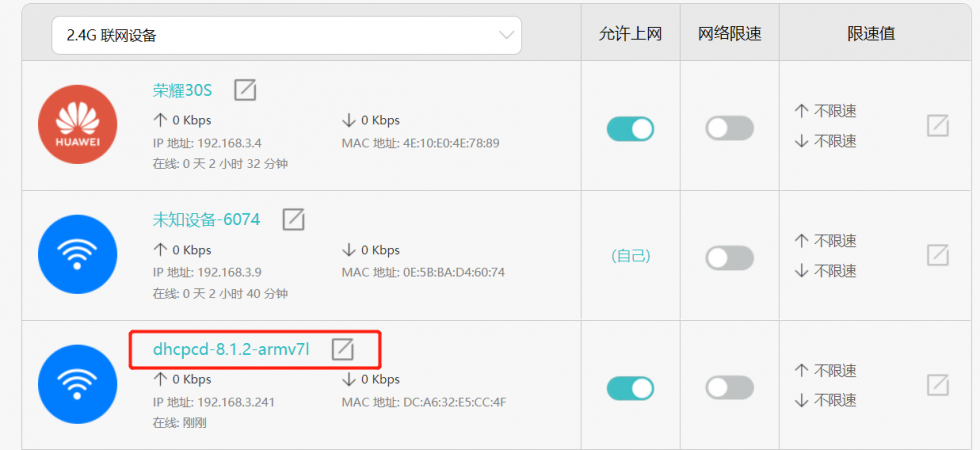 2.4G 联网设备
允许上网
网络限速
限速值
HUAWEI
荣耀30S
0 Kbps
0 Kbps
IP 地址: 192.168.3.4
MAC 地址: 4E:10:E0:4E:78:89
在线: 0 天 2 小时 32 分钟
不限速
不限速
未知设备-6074
0 Kbps
0 Kbps
IP 地址: 192.168.3.9
MAC 地址: 0E:5B:BA:D4:60:74
在线: 0 天 2 小时 40 分钟
(自己)
不限速
不限速
dhcpcd-8.1.2-armv7l
0 Kbps
0 Kbps
IP 地址: 192.168.3.241
MAC 地址: DC:A6:32:E5:CC:4F
在线: 刚刚
不限速
不限速